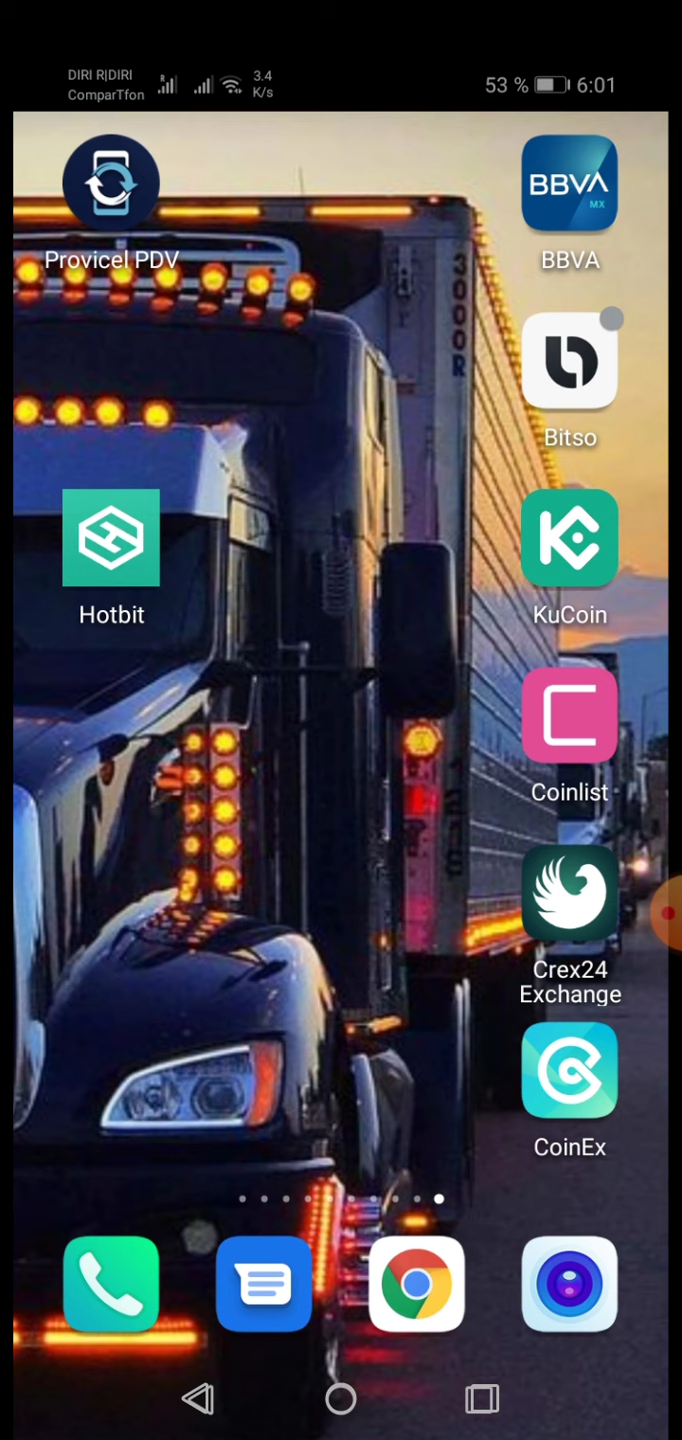 DIRI R|DIRI
ComparTfon
R
3.4
K/s
53 %
6:01
Provicel PDV
BBVA
MX
BBVA
Bitso
Hotbit
KuCoin
Coinlist
Crex24
Exchange
CoinEx
3000R